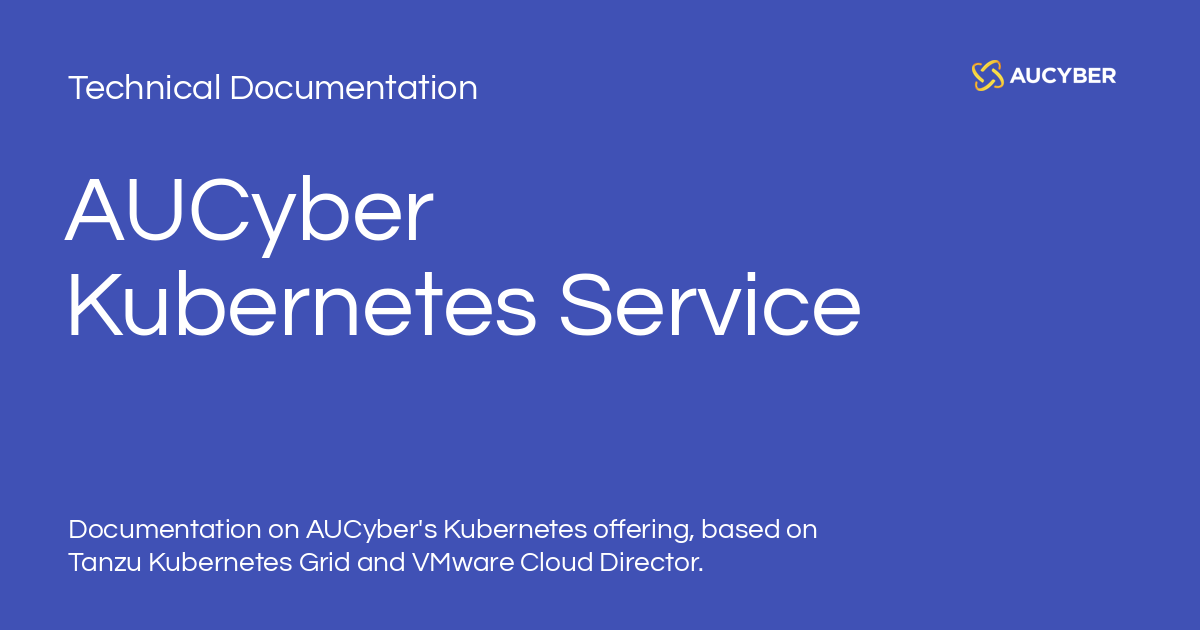 Technical Documentation
AUCYBER
AUCyber
Kubernetes Service
Documentation on AUCyber's Kubernetes offering, based on
Tanzu Kubernetes Grid and VMware Cloud Director.